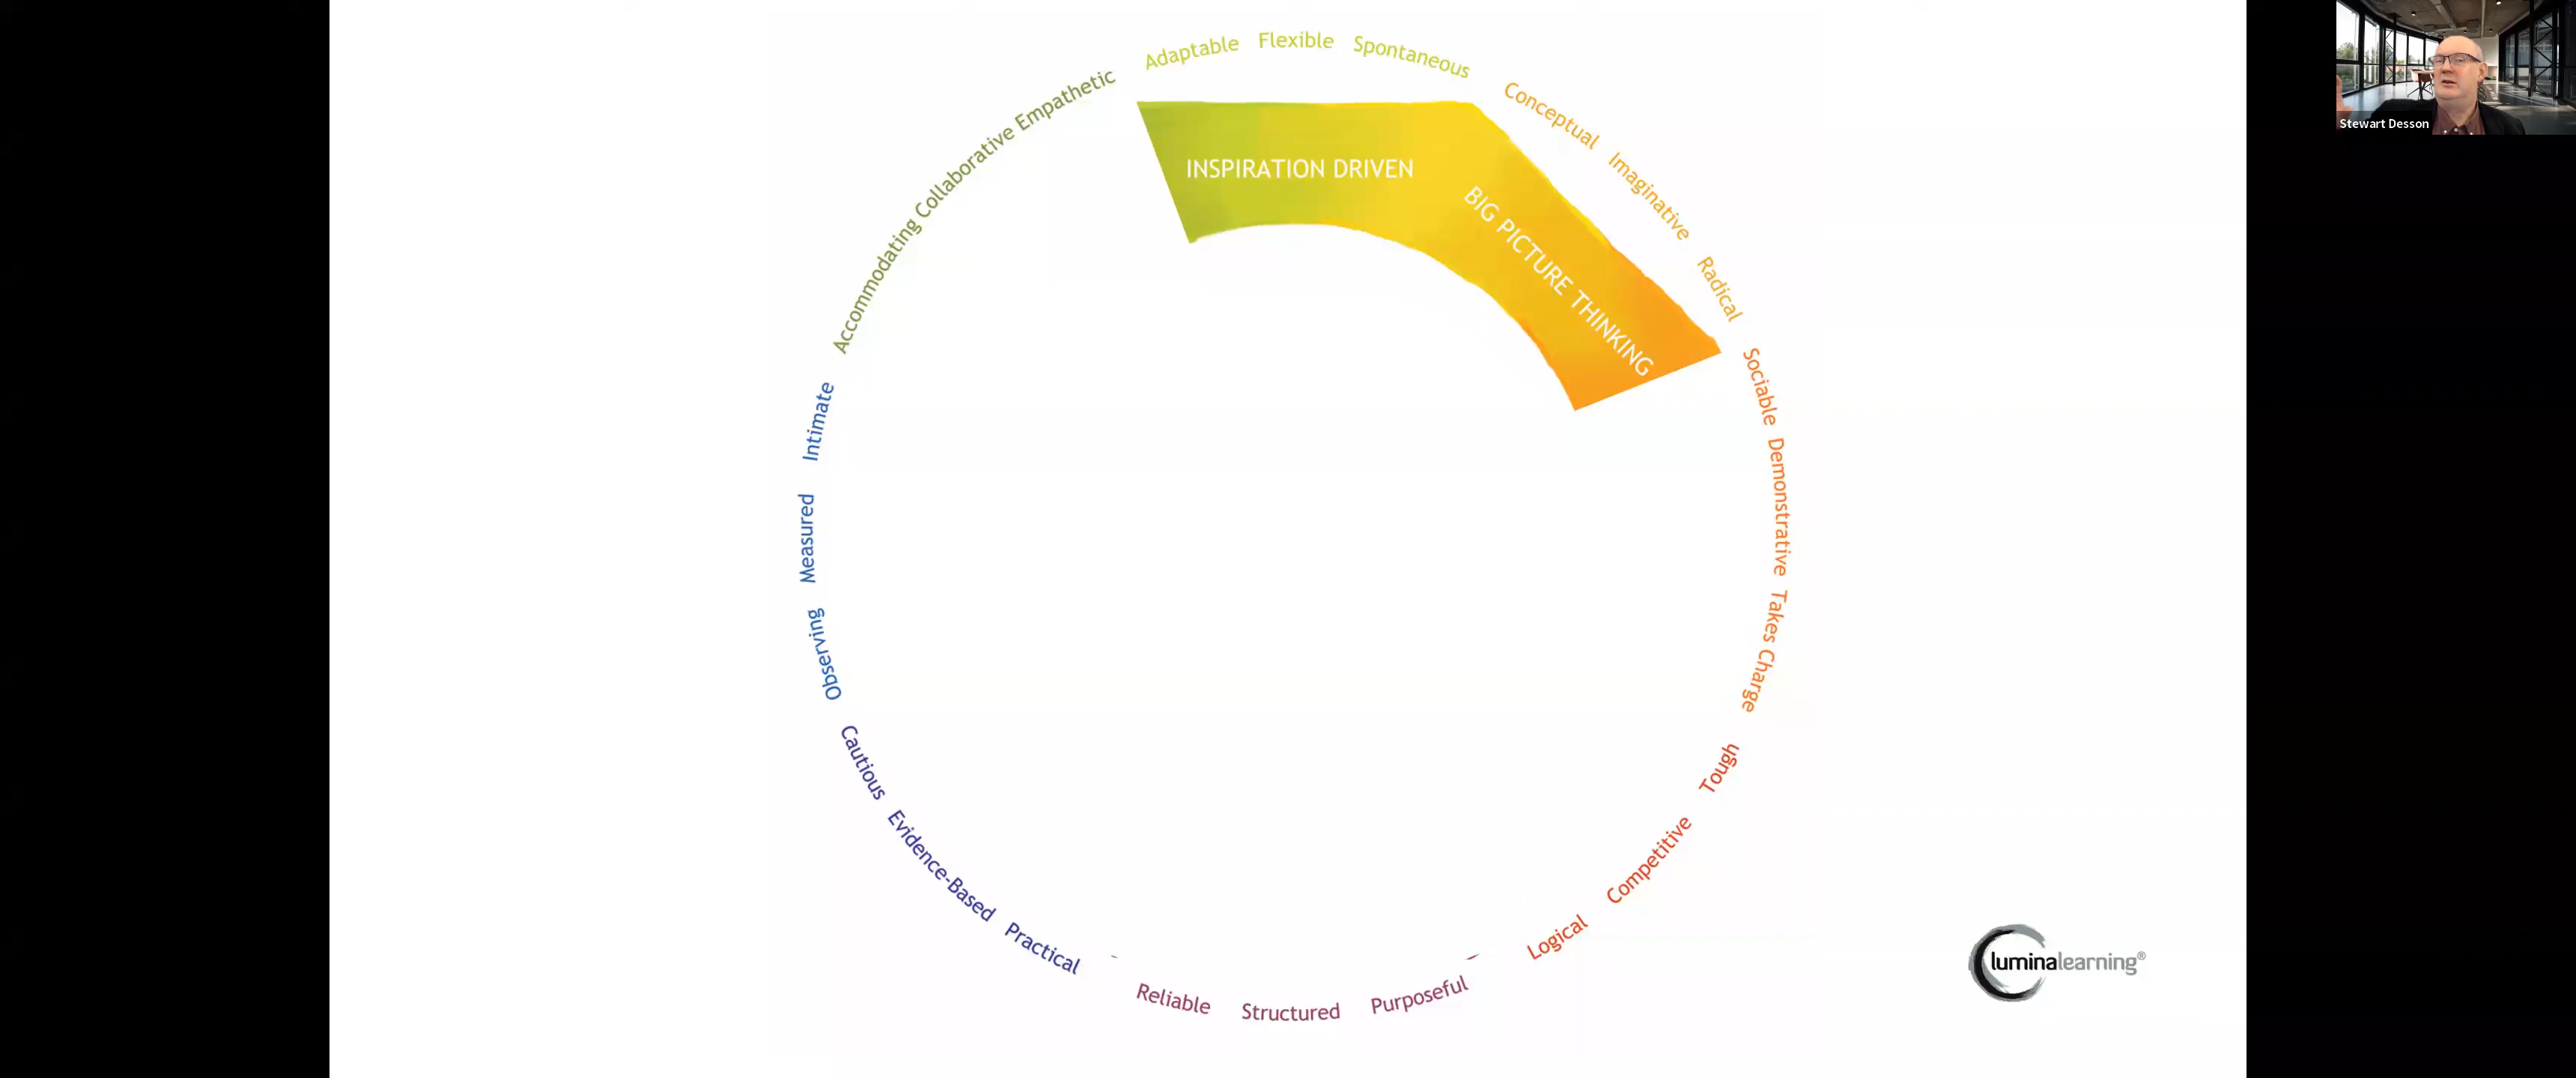 Adaptable Flexible Spontaneous
Conceptual Imaginative Radical
Sociable Demonstrative Takes Charge
Tough
Competitive
Logical
Purposeful
Structured
Reliable
Practical
Evidence-Based
Cautious
Observing
Measured
Intimate
Accommodating Collaborative Empathetic
INSPIRATION DRIVEN
BIG PICTURE THINKING
Stewart Desson
luminalearning®